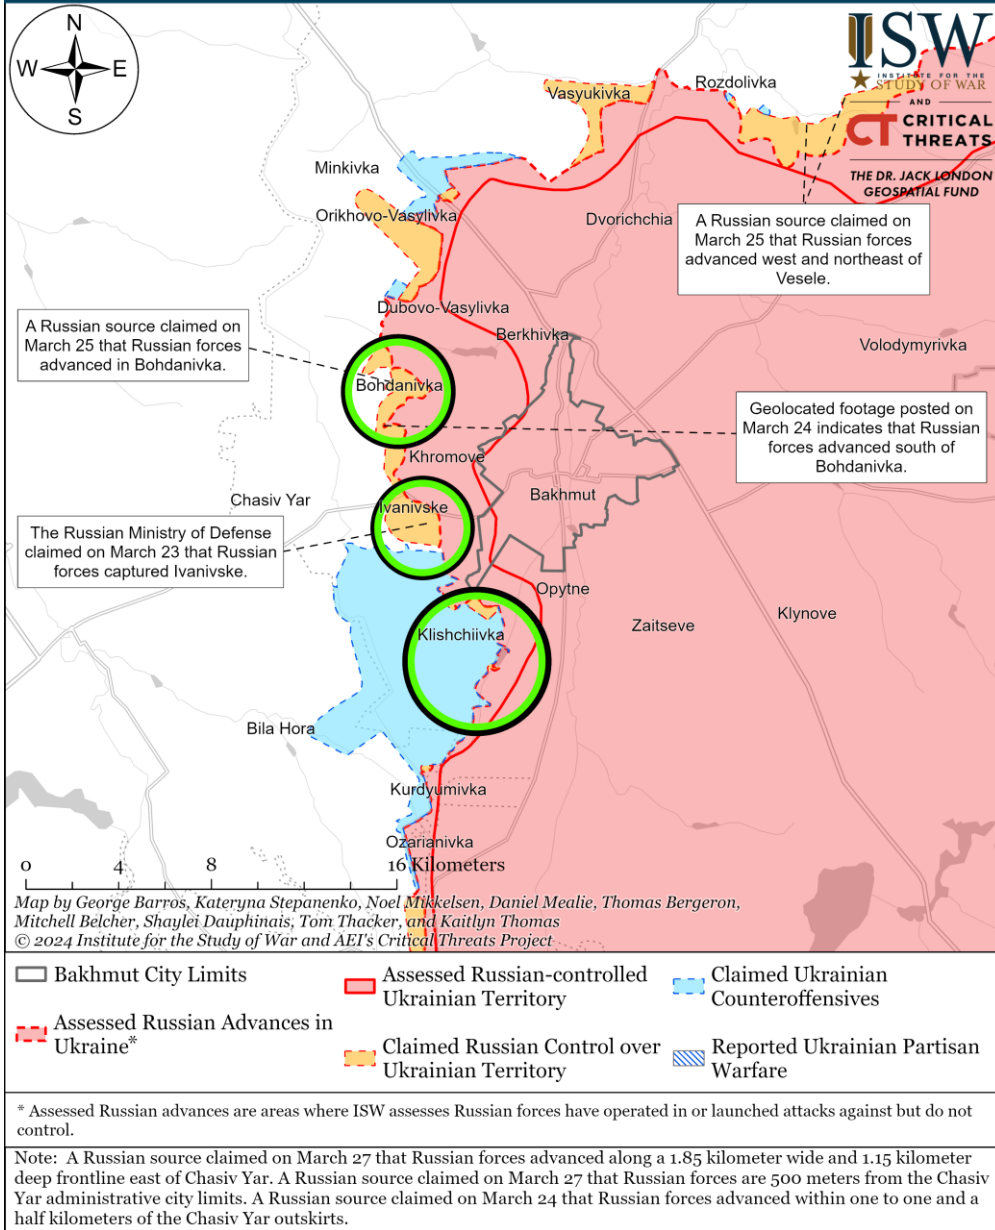 N
W E
S
ISW
INSTITUTE FOR THE
STUDY OF WAR
AND
CT CRITICAL
THREATS
THE DR. JACK LONDON
GEOSPATIAL FUND
Rozdolivka
Vasyukivka
Minkivka
Orikhovo-Vasylivka
Dvorichchia
A Russian source claimed on
March 25 that Russian forces
advanced west and northeast of
Vesele.
Dubovo-Vasylivka
Berkhivka
Volodymyrivka
A Russian source claimed on
March 25 that Russian forces
advanced in Bohdanivka.
Bohdanivka
Geolocated footage posted on
March 24 indicates that Russian
forces advanced south of
Bohdanivka.
Khromove
Chasiv Yar
Bakhmut
Ivanivske
The Russian Ministry of Defense
claimed on March 23 that Russian
forces captured Ivanivske.
Opytne
Klishchiivka
Zaitseve
Klynove
Bila Hora
Kurdyumivka
Ozarianivka
0 4 8 16 Kilometers
Map by George Barros, Kateryna Stepanenko, Noel Mikkelsen, Daniel Mealie, Thomas Bergeron,
Mitchell Belcher, Shaylei Dauphinais, Tom Thacker, and Kaitlyn Thomas
© 2024 Institute for the Study of War and AEI's Critical Threats Project
Bakhmut City Limits
Assessed Russian Advances in
Ukraine*
Assessed Russian-controlled
Ukrainian Territory
Claimed Russian Control over
Ukrainian Territory
Claimed Ukrainian
Counteroffensives
Reported Ukrainian Partisan
Warfare
* Assessed Russian advances are areas where ISW assesses Russian forces have operated in or launched attacks against but do not
control.
Note: A Russian source claimed on March 27 that Russian forces advanced along a 1.85 kilometer wide and 1.15 kilometer
deep frontline east of Chasiv Yar. A Russian source claimed on March 27 that Russian forces are 500 meters from the Chasiv
Yar administrative city limits. A Russian source claimed on March 24 that Russian forces advanced within one to one and a
half kilometers of the Chasiv Yar outskirts.